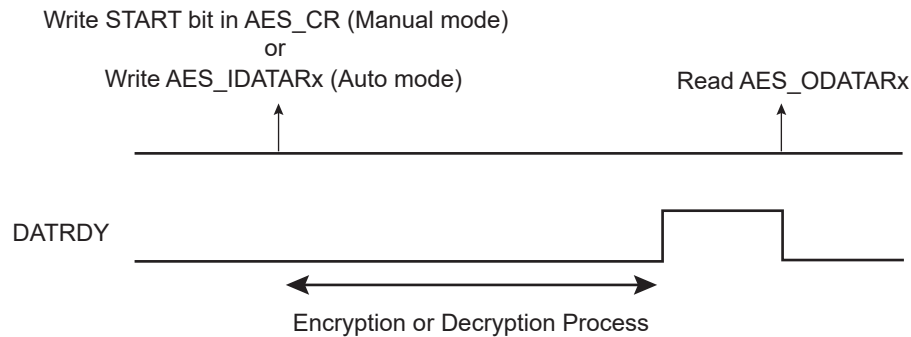 Write START bit in AES_CR (Manual mode)
or
Write AES_IDATARx (Auto mode)
Read AES_ODATARx
DATRDY
Encryption or Decryption Process